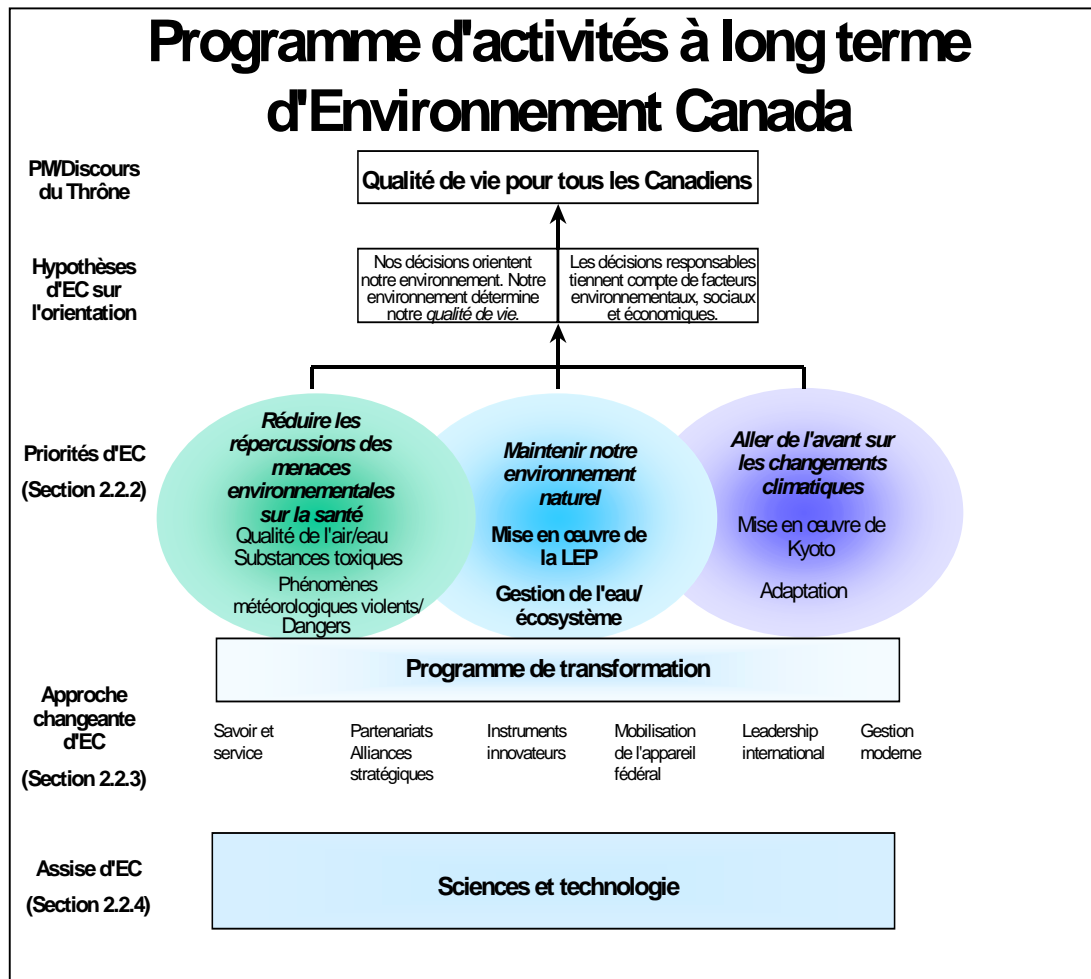 Programme d'activités à long terme
d'Environnement Canada
PM/Discours
du Thrône
Qualité de vie pour tous les Canadiens
Hypothèses
d'EC sur
l'orientation
Nos décisions orientent
notre environnement. Notre
environnement détermine
notre qualité de vie.
Les décisions responsables
tiennent compte de facteurs
environnementaux, sociaux
et économiques.
Priorités d'EC
(Section 2.2.2)
Réduire les
répercussions des
menaces
environnementales
sur la santé
Qualité de l'air/eau
Substances toxiques
Phénomènes
météorologiques violents/
Dangers
Maintenir notre
environnement
naturel
Mise en œuvre de
la LEP
Gestion de l'eau/
écosystème
Aller de l'avant sur
les changements
climatiques
Mise en œuvre de
Kyoto
Adaptation
Programme de transformation
Approche
changeante
d'EC
(Section 2.2.3)
Savoir et
service
Partenariats
Alliances
stratégiques
Instruments
innovateurs
Mobilisation
de l'appareil
fédéral
Leadership
international
Gestion
moderne
Assise d'EC
(Section 2.2.4)
Sciences et technologie